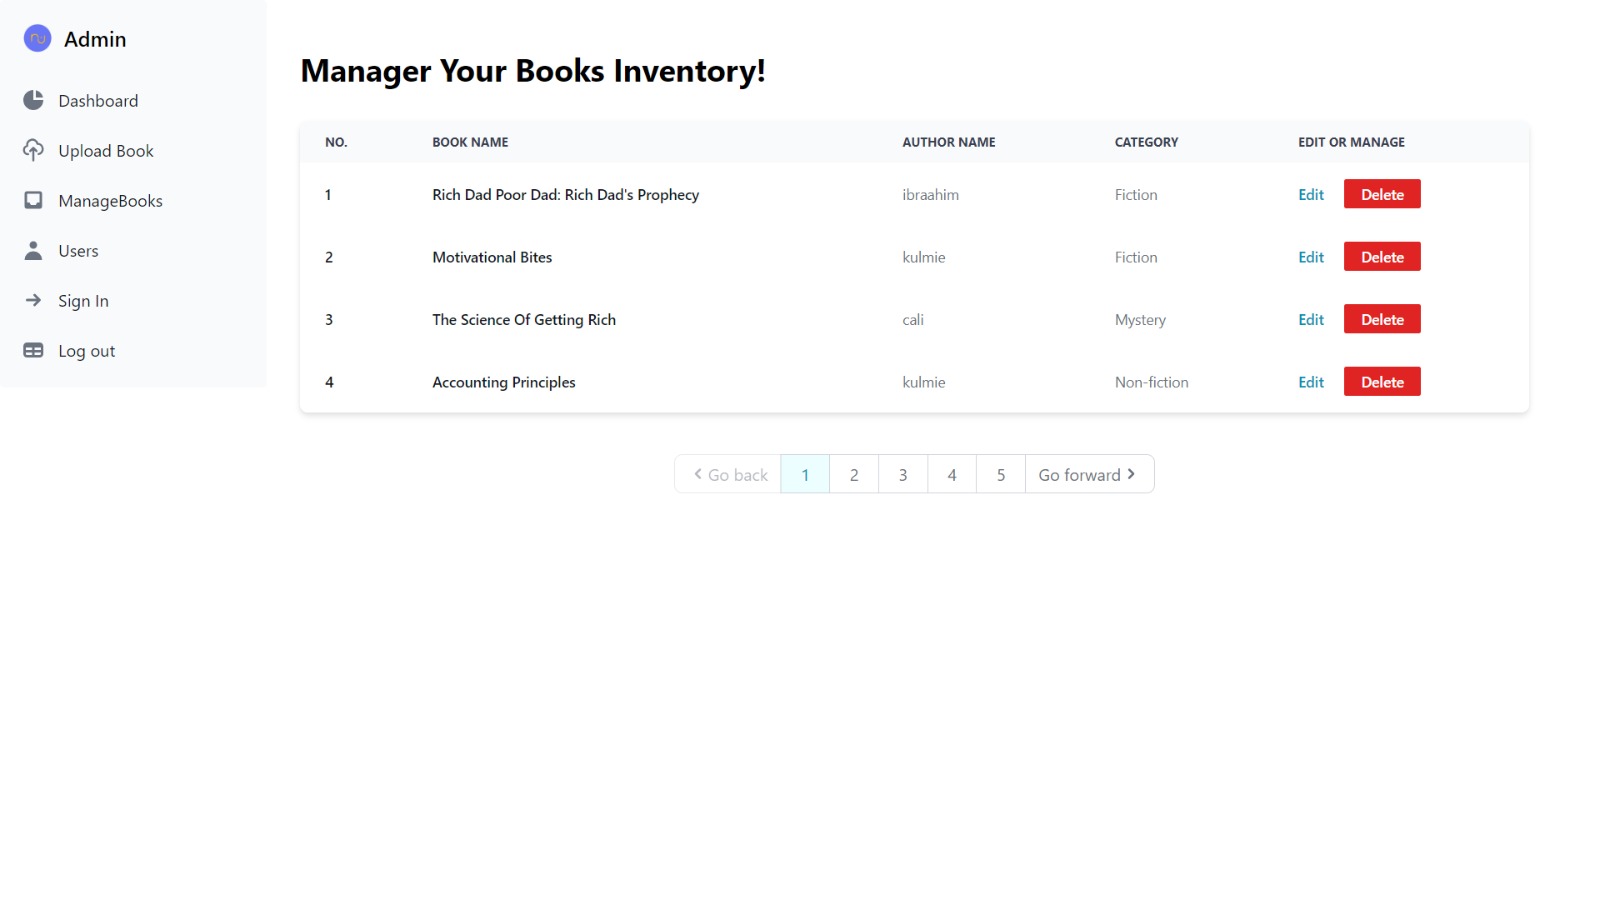 Admin
Dashboard
Upload Book
ManageBooks
Users
Sign In
Log out
Manager Your Books Inventory!
NO. BOOK NAME AUTHOR NAME CATEGORY EDIT OR MANAGE
1 Rich Dad Poor Dad: Rich Dad's Prophecy ibraahim Fiction Edit Delete
2 Motivational Bites kulmie Fiction Edit Delete
3 The Science Of Getting Rich cali Mystery Edit Delete
4 Accounting Principles kulmie Non-fiction Edit Delete
Go back 1 2 3 4 5 Go forward